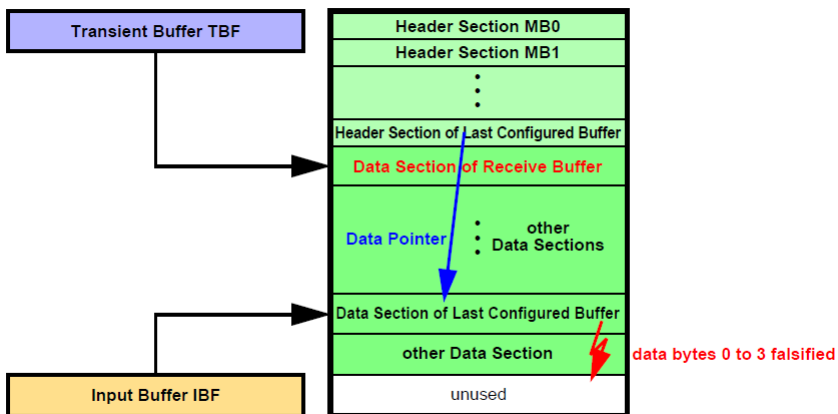 Transient Buffer TBF
Header Section MB0
Header Section MB1
Header Section of Last Configured Buffer
Data Section of Receive Buffer
Data Pointer
other
Data Sections
Data Section of Last Configured Buffer
other Data Section
data bytes 0 to 3 falsified
Input Buffer IBF
unused